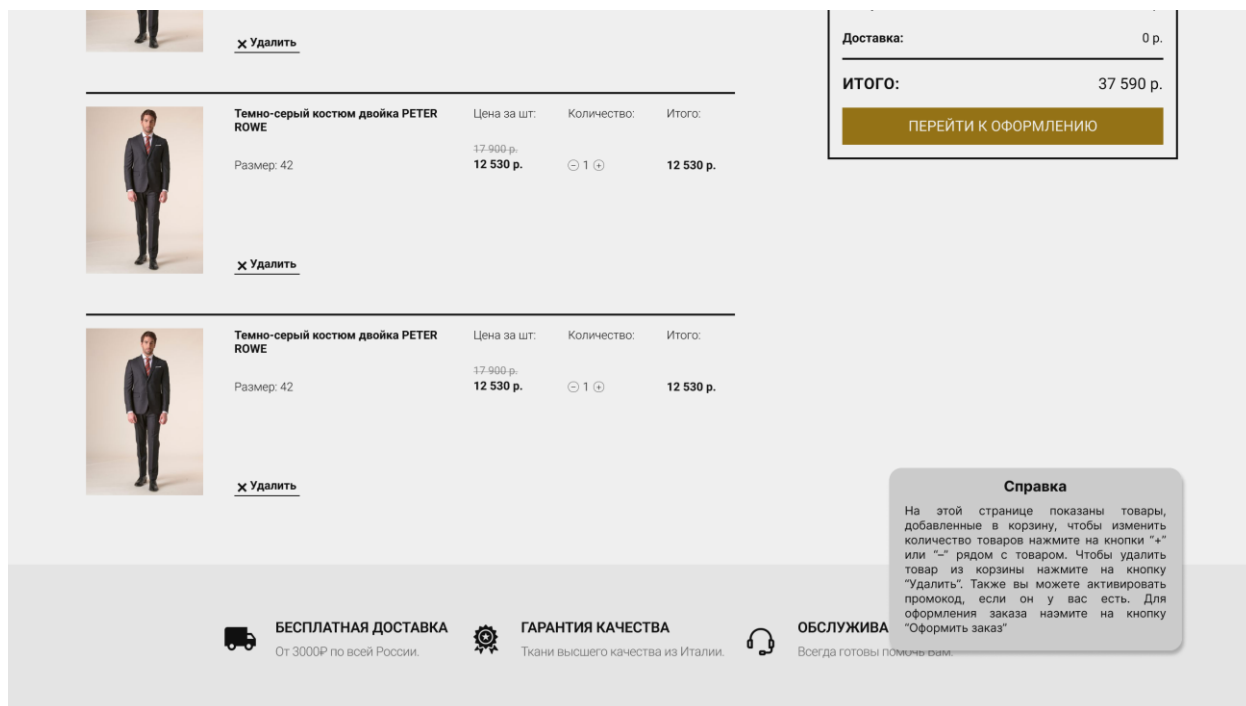 Удалить
Доставка: 0 р.
ИТОГО: 37 590 р.
ПЕРЕЙТИ К ОФОРМЛЕНИЮ
Темно-серый костюм двойка PETER
ROWE
Цена за шт: Количество: Итого:
17 900 р.
Размер: 42 12 530 р. 1 12 530 р.
Удалить
Темно-серый костюм двойка PETER
ROWE
Цена за шт: Количество: Итого:
17 900 р.
Размер: 42 12 530 р. 1 12 530 р.
Удалить
Справка
На этой странице показаны товары,
добавленные в корзину, чтобы изменить
количество товаров нажмите на кнопки “+”
или “–” рядом с товаром. Чтобы удалить
товар из корзины нажмите на кнопку
“Удалить”. Также вы можете активировать
промокод, если он у вас есть. Для
оформления заказа наэмите на кнопку
“Оформить заказ”
БЕСПЛАТНАЯ ДОСТАВКА
От 3000₽ по всей России.
ГАРАНТИЯ КАЧЕСТВА
Ткани высшего качества из Италии.
ОБСЛУЖИВА
Всегда готовы помочь Вам.